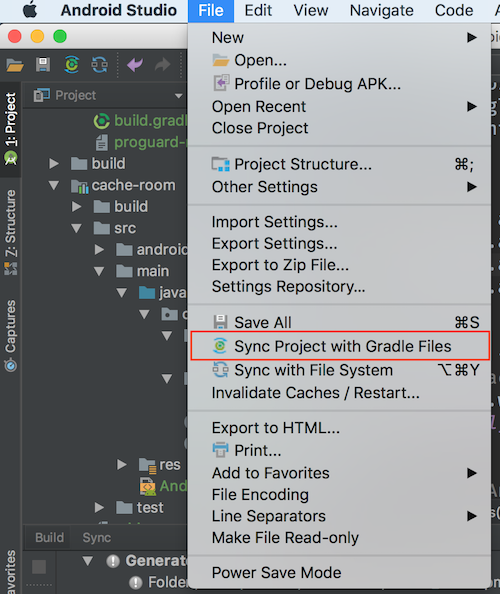 Android Studio File Edit View Navigate Code
New
Open...
Profile or Debug APK...
Open Recent
Close Project
Project Structure... ⌘;
Other Settings
Import Settings...
Export Settings...
Export to Zip File...
Settings Repository...
Save All ⌘S
Sync Project with Gradle Files
Sync with File System ⌥⌘Y
Invalidate Caches / Restart...
Export to HTML...
Print...
Add to Favorites
File Encoding
Line Separators
Make File Read-only
Power Save Mode
1: Project
Z: Structure
Captures
Project
build.grad
build
cache-room
build
src
android
main
java
res
And
test
Build Sync
Genera
Folder